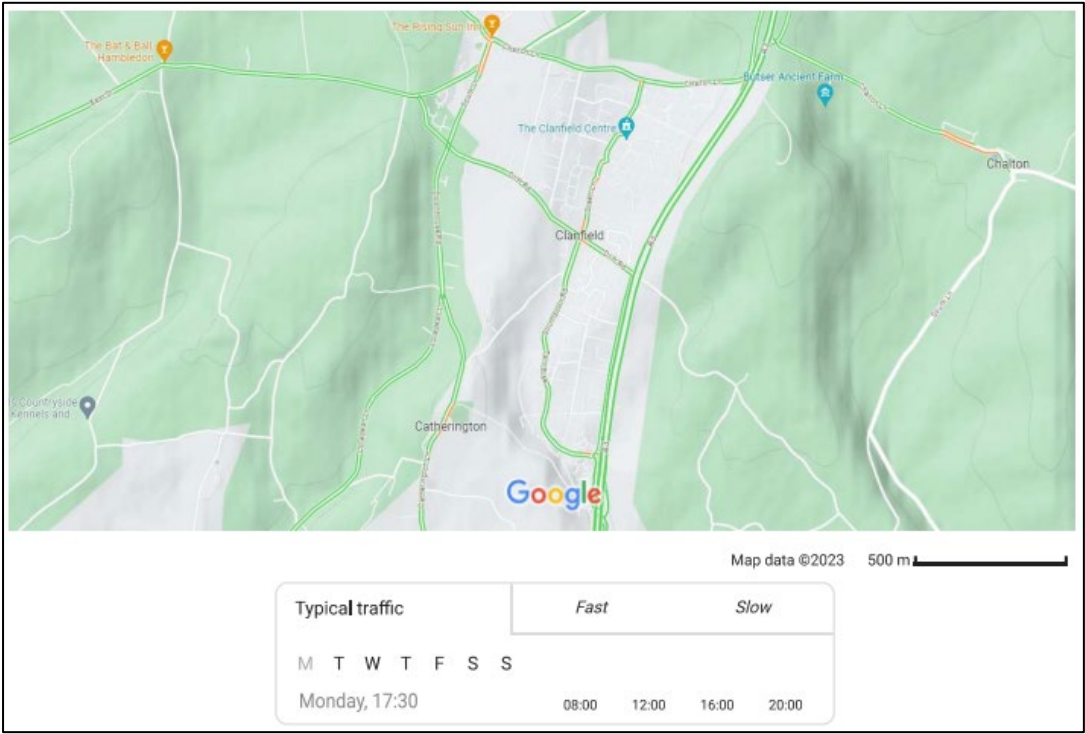 The Rising Sun Inn
The Bat & Ball
Hambledon
Butser Ancient Farm
The Clanfield Centre
Chalton
Clanfield
Countryside
Kennels and
Catherington
Google
Map data ©2023 500 m
Typical traffic Fast Slow
M T W T F S S
Monday, 17:30 08:00 12:00 16:00 20:00